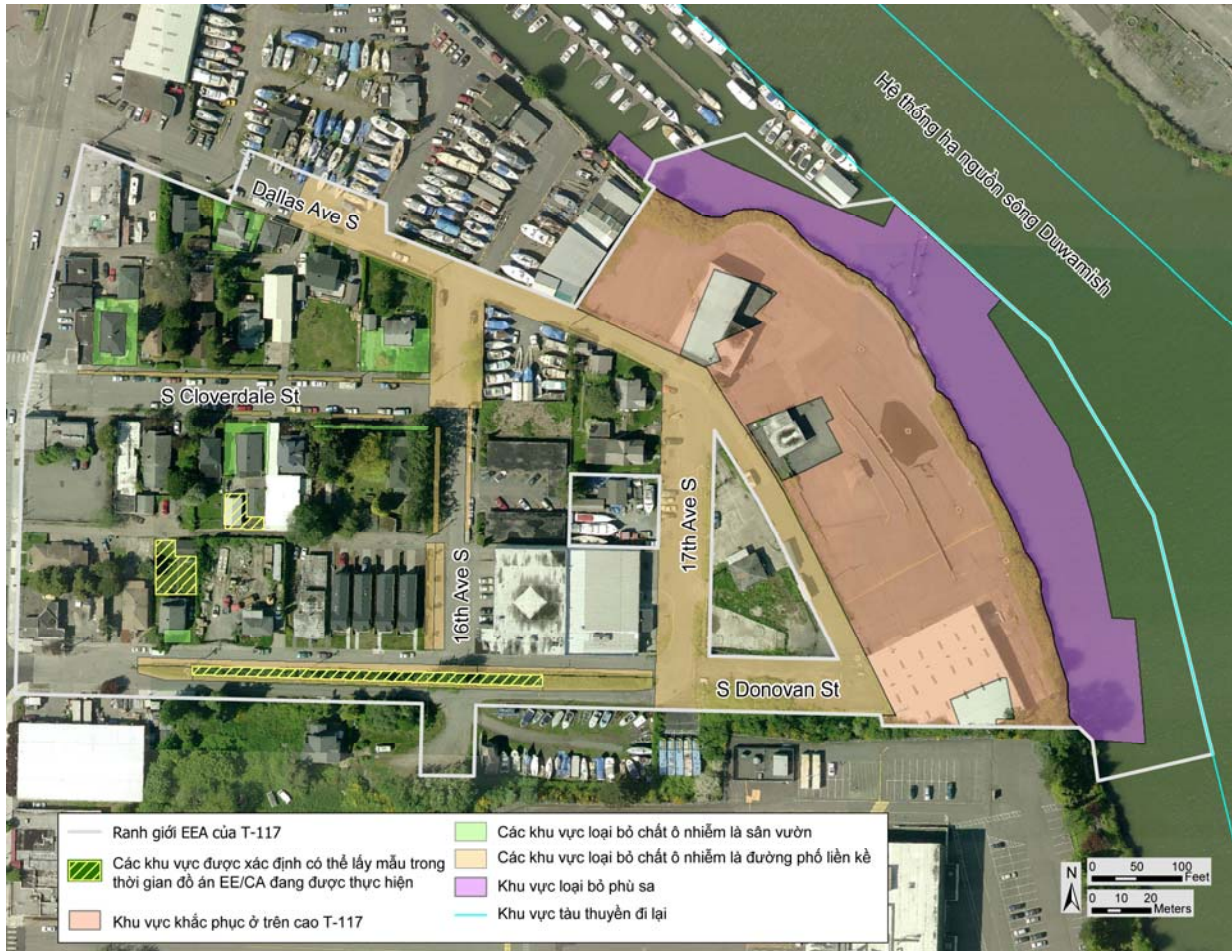 Hệ thống hạ nguồn sông Duwamish
Dallas Ave S
S Cloverdale St
16th Ave S
17th Ave S
S Donovan St
Ranh giới EEA của T-117
Các khu vực được xác định có thể lấy mẫu trong
thời gian đồ án EE/CA đang được thực hiện
Khu vực khắc phục ở trên cao T-117
Các khu vực loại bỏ chất ô nhiễm là sân vườn
Các khu vực loại bỏ chất ô nhiễm là đường phố liền kề
Khu vực loại bỏ phù sa
Khu vực tàu thuyền đi lại
N
0 50 100
Feet
0 10 20
Meters